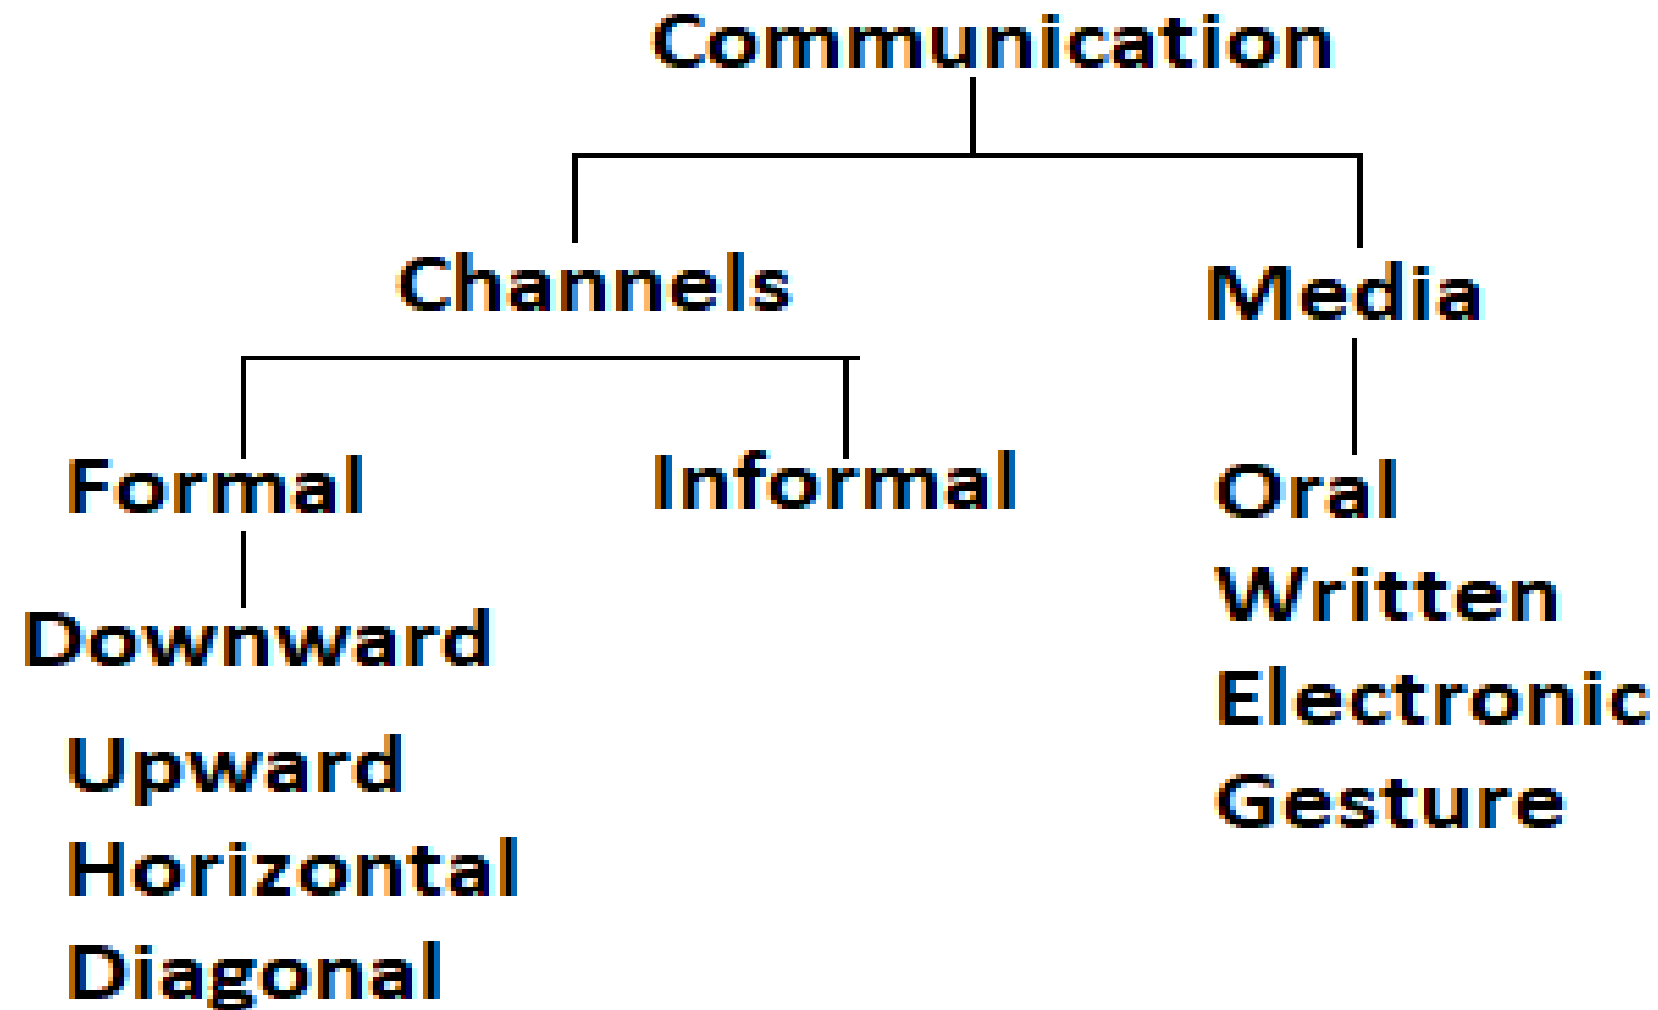 Communication
Channels
Media
Formal
Informal
Downward
Upward
Horizontal
Diagonal
Oral
Written
Electronic
Gesture